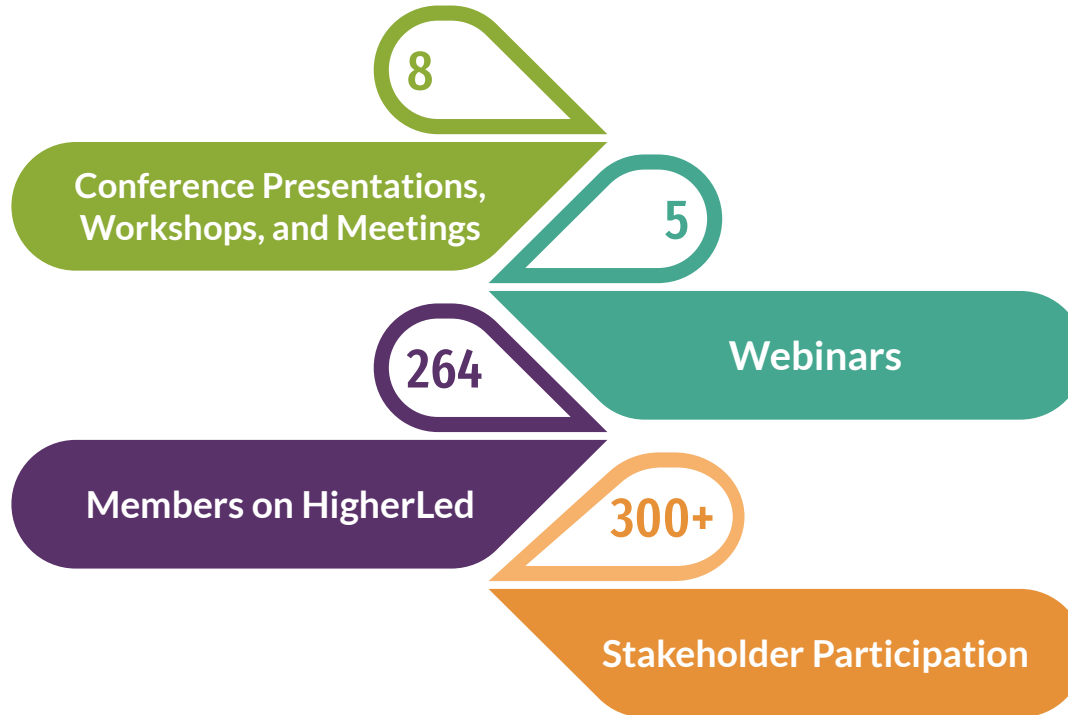 8
Conference Presentations,
Workshops, and Meetings
5
Webinars
264
Members on HigherLed
300+
Stakeholder Participation